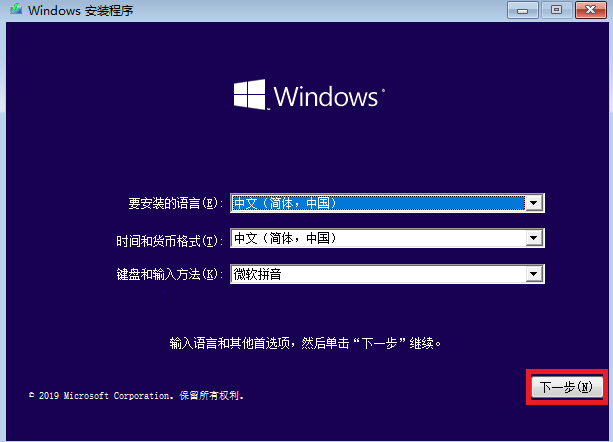 Windows 安装程序
Windows
要安装的语言(E): 中文(简体，中国)
时间和货币格式(T): 中文(简体，中国)
键盘和输入方法(K): 微软拼音
输入语言和其他首选项，然后单击“下一步”继续。
下一步(N)
© 2019 Microsoft Corporation. 保留所有权利.